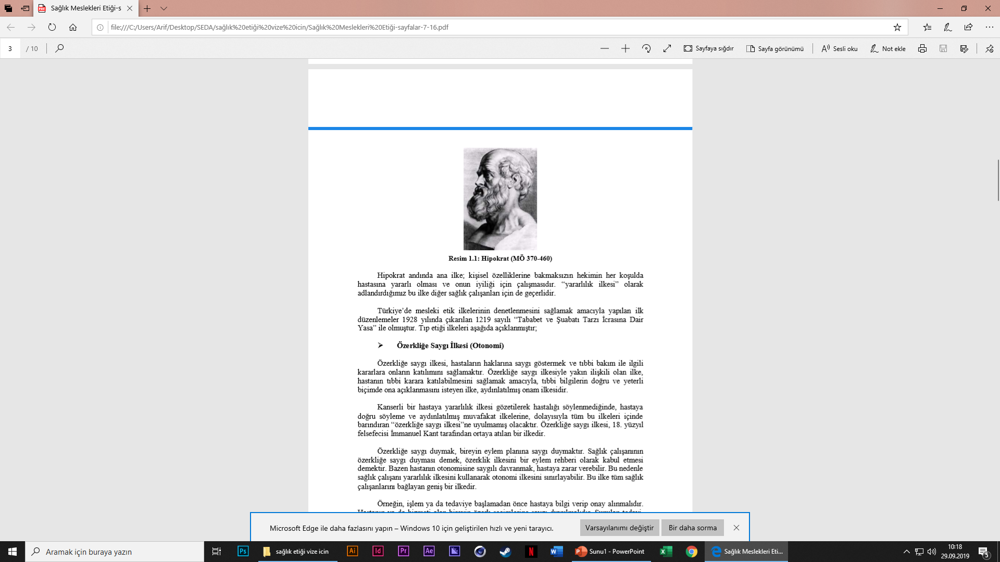 Sağlık Meslekleri Etiği-s
file:///C:/Users/Arif/Desktop/SEDA/sağlık%20etiği%20vize%20icin/Sağlık%20Meslekleri%20Etiği-sayfalar-7-16.pdf
3 / 10 Sayfaya sığdır Sayfa görünümü Sesli oku Not ekle
Resim 1.1: Hipokrat (MÖ 370-460)
Hipokrat andında ana ilke; kişisel özelliklerine bakmaksızın hekimin her koşulda
hastasına yararlı olması ve onun iyiliği için çalışmasıdır. “yararlılık ilkesi” olarak
adlandırdığımız bu ilke diğer sağlık çalışanları için de geçerlidir.
Türkiye’de mesleki etik ilkelerinin denetlenmesini sağlamak amacıyla yapılan ilk
düzenlemeler 1928 yılında çıkarılan 1219 sayılı “Tababet ve Şuabatı Tarzı İcrasına Dair
Yasa” ile olmuştur. Tıp etiği ilkeleri aşağıda açıklanmıştır;
➢ Özerkliğe Saygı İlkesi (Otonomi)
Özerkliğe saygı ilkesi, hastaların haklarına saygı göstermek ve tıbbi bakım ile ilgili
kararlara onların katılımını sağlamaktır. Özerkliğe saygı ilkesiyle yakın ilişkili olan ilke,
hastanın tıbbi karara katılabilmesini sağlamak amacıyla, tıbbi bilgilerin doğru ve yeterli
biçimde ona açıklanmasını isteyen ilke, aydınlatılmış onam ilkesidir.
Kanserli bir hastaya yararlılık ilkesi gözetilerek hastalığı söylenmediğinde, hastaya
doğru söyleme ve aydınlatılmış muvafakat ilkelerine, dolayısıyla tüm bu ilkeleri içinde
barındıran “özerkliğe saygı ilkesi”ne uyulmamış olacaktır. Özerkliğe saygı ilkesi, 18. yüzyıl
felsefecisi İmmanuel Kant tarafından ortaya atılan bir ilkedir.
Özerkliğe saygı duymak, bireyin eylem planına saygı duymaktır. Sağlık çalışanının
özerkliğe saygı duyması demek, özerklik ilkesini bir eylem rehberi olarak kabul etmesi
demektir. Bazen hastanın otonomisine saygılı davranmak, hastaya zarar verebilir. Bu nedenle
sağlık çalışanı yararlılık ilkesini kullanarak otonomi ilkesini sınırlayabilir. Bu ilke tüm sağlık
çalışanlarını bağlayan geniş bir ilkedir.
Örneğin, işlem ya da tedaviye başlamadan önce hastaya bilgi verip onay alınmalıdır.
Microsoft Edge ile daha fazlasını yapın – Windows 10 için geliştirilen hızlı ve yeni tarayıcı. Varsayılanımı değiştir Bir daha sorma
Aramak için buraya yazın Ps sağlık etiği vize icin Ai Id Pr Ae Sunu1 - PowerPoint Sağlık Meslekleri Eti... 10:18
29.09.2019 5